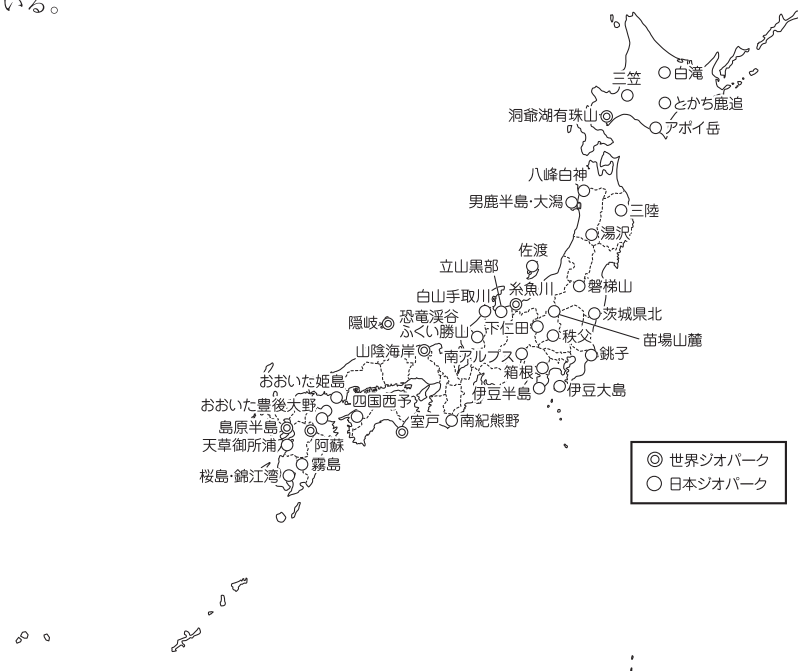 いる。
白滝
三笠
とかち鹿追
洞爺湖有珠山
アポイ岳
八峰白神
男鹿半島・大潟
三陸
湯沢
佐渡
立山黒部
磐梯山
白山手取川
糸魚川
茨城県北
隠岐
恐竜渓谷
ふくい勝山
下仁田
秩父
苗場山麓
山陰海岸
南アルプス
銚子
箱根
おおいた姫島
伊豆半島
伊豆大島
おおいた豊後大野
四国西予
島原半島
室戸
南紀熊野
天草御所浦
阿蘇
霧島
桜島・錦江湾
世界ジオパーク
日本ジオパーク